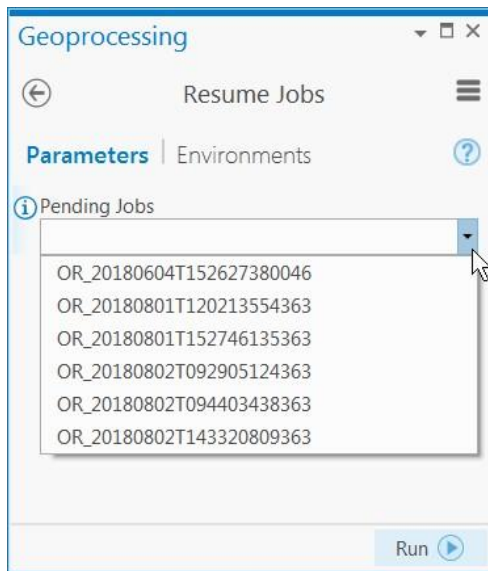 Geoprocessing
Resume Jobs
Parameters | Environments
Pending Jobs
OR_20180604T152627380046
OR_20180801T120213554363
OR_20180801T152746135363
OR_20180802T092905124363
OR_20180802T094403438363
OR_20180802T143320809363
Run